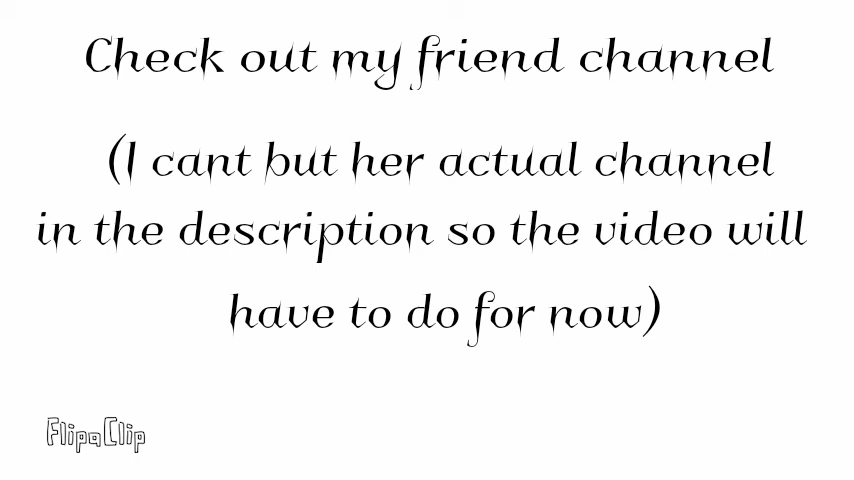 Check out my friend channel
(I cant but her actual channel
in the description so the video will
have to do for now)
FlipaClip